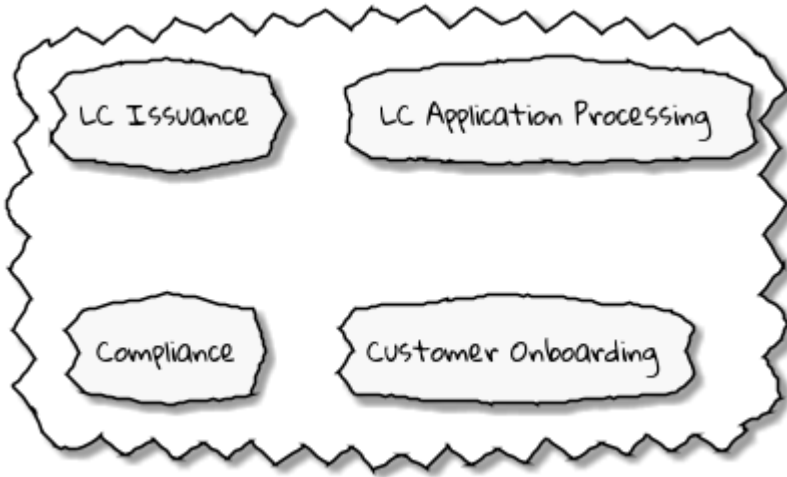 LC Issuance
LC Application Processing
Compliance
Customer Onboarding